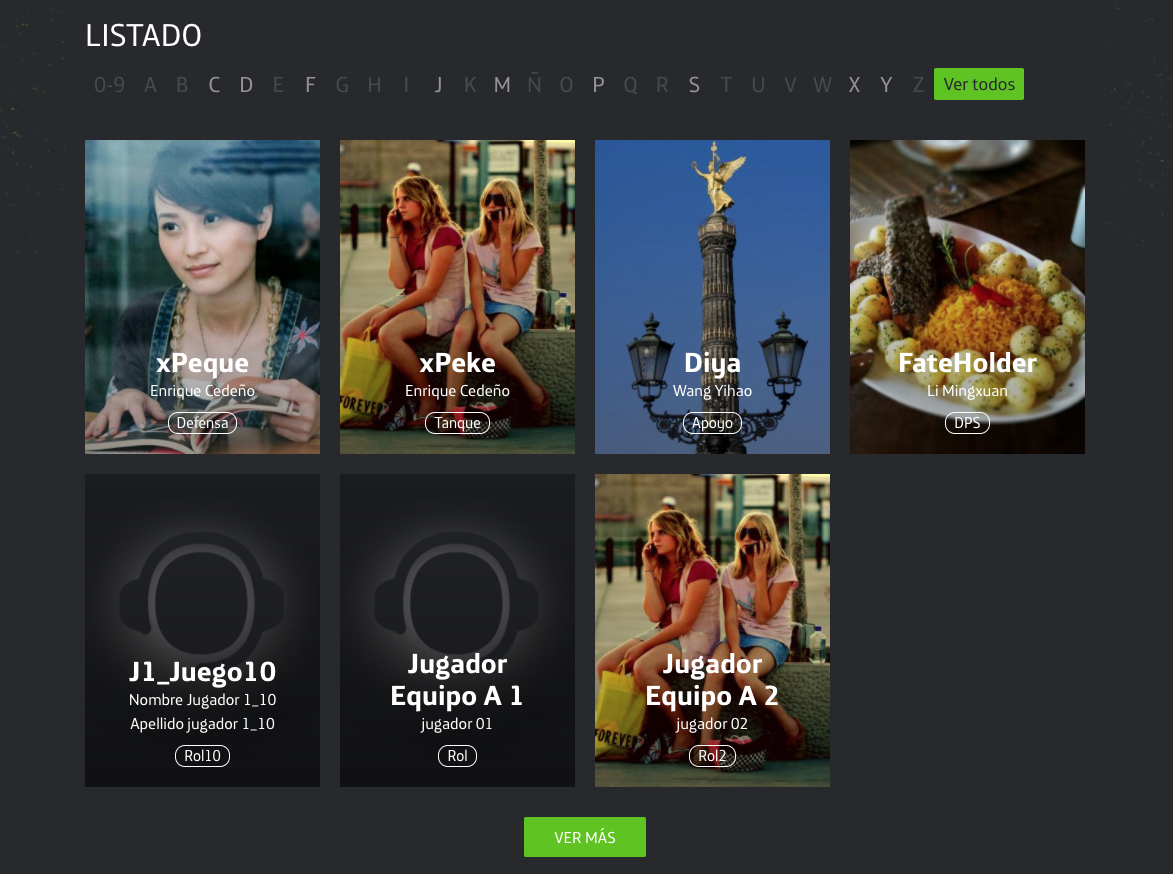 LISTADO
0-9 A B C D E F G H I J K M Ñ O P Q R S T U V W X Y Z Ver todos
xPeque
Enrique Cedeño
Defensa
xPeke
Enrique Cedeño
Tanque
FOREVER
Diya
Wang Yihao
Apoyo
FateHolder
Li Mingxuan
DPS
J1_Juego10
Nombre Jugador 1_10
Apellido jugador 1_10
Rol10
Jugador
Equipo A 1
jugador 01
Rol
Jugador
Equipo A 2
jugador 02
Rol2
FOREVER
VER MÁS